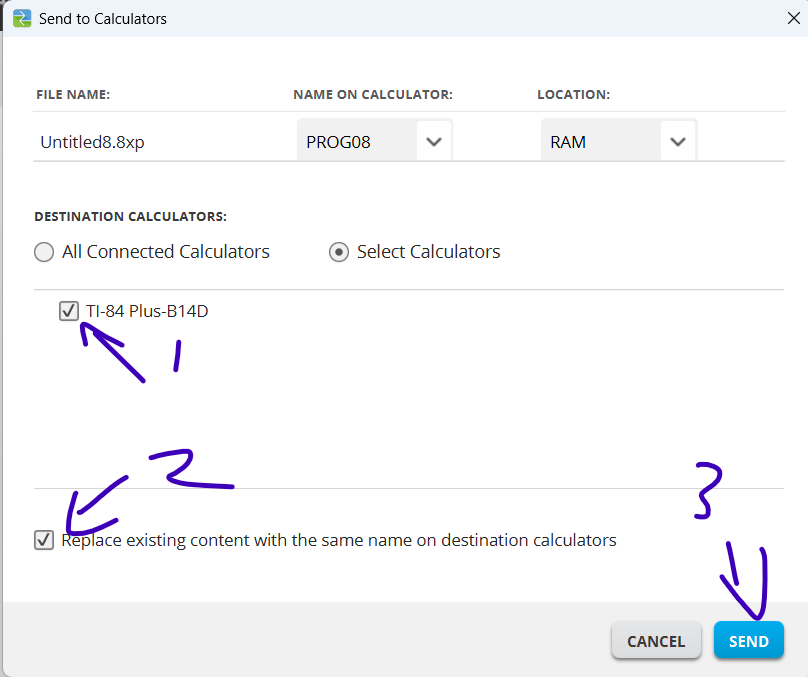 Send to Calculators
FILE NAME: NAME ON CALCULATOR: LOCATION:
Untitled8.8xp PROG08 RAM
DESTINATION CALCULATORS:
All Connected Calculators Select Calculators
TI-84 Plus-B14D
1
2
3
Replace existing content with the same name on destination calculators
CANCEL SEND